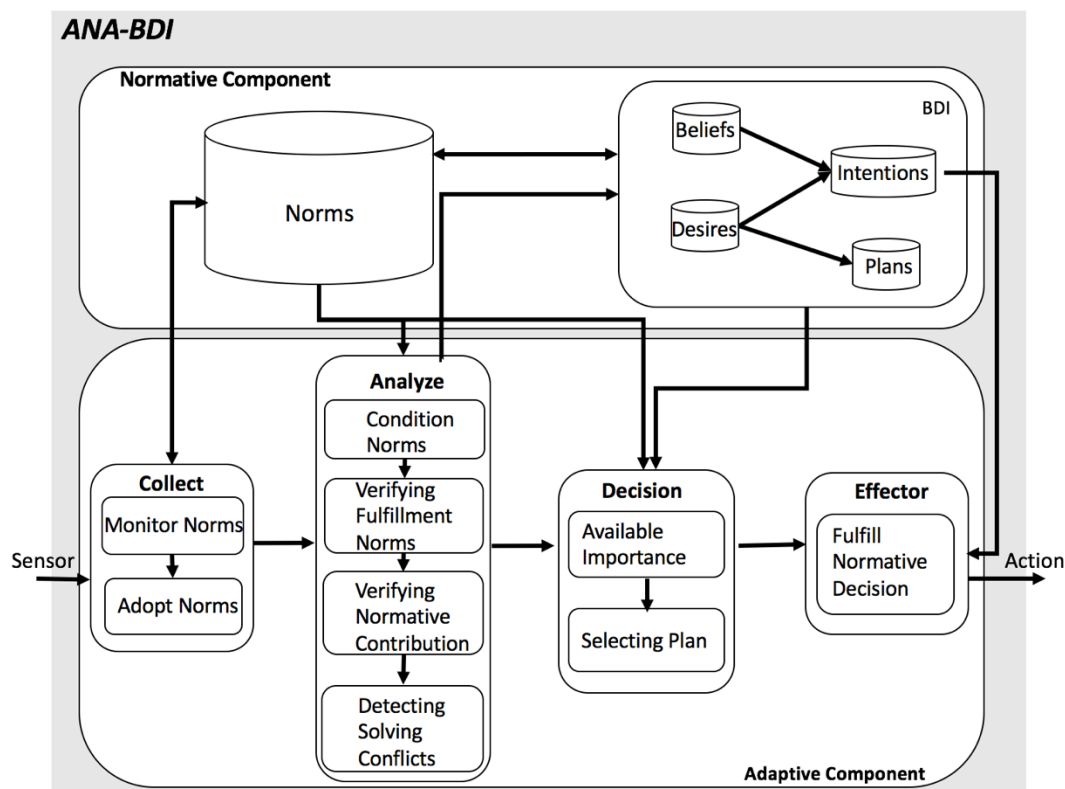 ANA-BDI
Normative Component
BDI
Beliefs
Intentions
Norms
Desires
Plans
Analyze
Condition
Norms
Collect
Verifying
Fulfillment
Norms
Decision
Effector
Monitor Norms
Available
Importance
Fulfill
Normative
Decision
Sensor
Action
Adopt Norms
Verifying
Normative
Contribution
Selecting Plan
Detecting
Solving
Conflicts
Adaptive Component